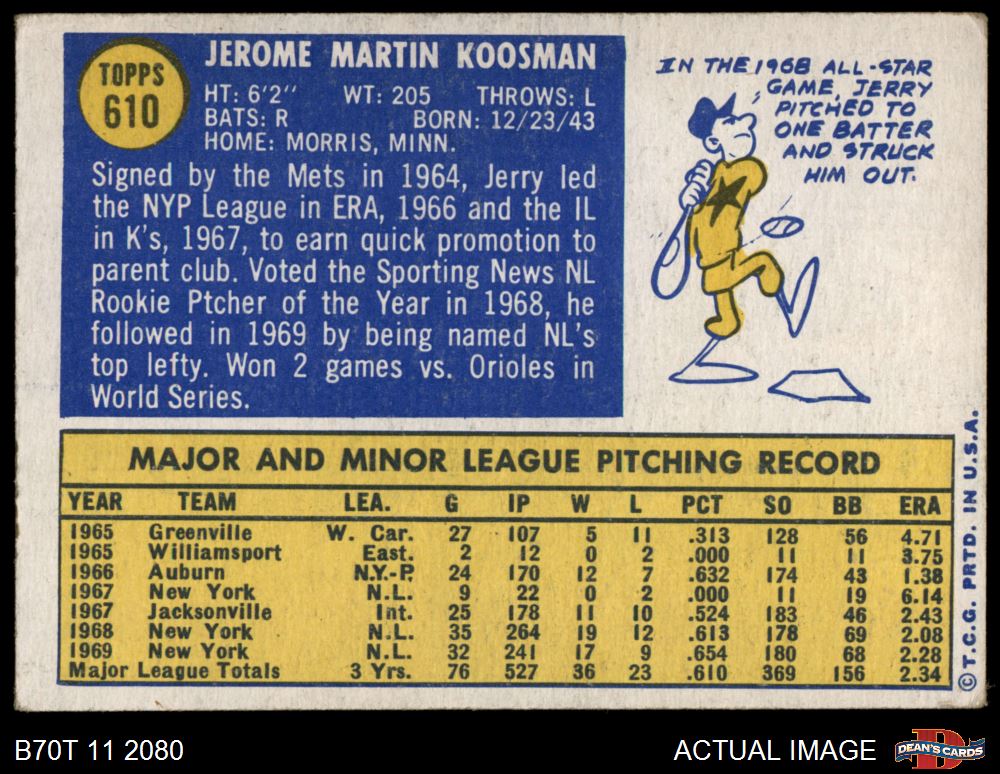 TOPPS
610
JEROME MARTIN KOOSMAN
HT: 6'2" WT: 205 THROWS: L
BATS: R BORN: 12/23/43
HOME: MORRIS, MINN.
Signed by the Mets in 1964, Jerry led
the NYP League in ERA, 1966 and the IL
in K's, 1967, to earn quick promotion to
parent club. Voted the Sporting News NL
Rookie Ptcher of the Year in 1968, he
followed in 1969 by being named NL's
top lefty. Won 2 games vs. Orioles in
World Series.
IN THE 1968 ALL-STAR
GAME, JERRY
PITCHED TO
ONE BATTER
AND STRUCK
HIM OUT.
MAJOR AND MINOR LEAGUE PITCHING RECORD
YEAR TEAM LEA. G IP W L PCT SO BB ERA
1965 Greenville W. Car. 27 107 5 11 .313 128 56 4.71
1965 Williamsport East. 2 12 0 2 .000 11 11 3.75
1966 Auburn N.Y.-P. 24 170 12 7 .632 174 43 1.38
1967 New York N.L. 9 22 0 2 .000 11 19 6.14
1967 Jacksonville Int. 25 178 11 10 .524 183 46 2.43
1968 New York N.L. 35 264 19 12 .613 178 69 2.08
1969 New York N.L. 32 241 17 9 .654 180 68 2.28
Major League Totals 3 Yrs. 76 527 36 23 .610 369 156 2.34
© T.C.G. PRTD. IN U.S.A.
B70T 11 2080
ACTUAL IMAGE
D
DEAN'S CARDS